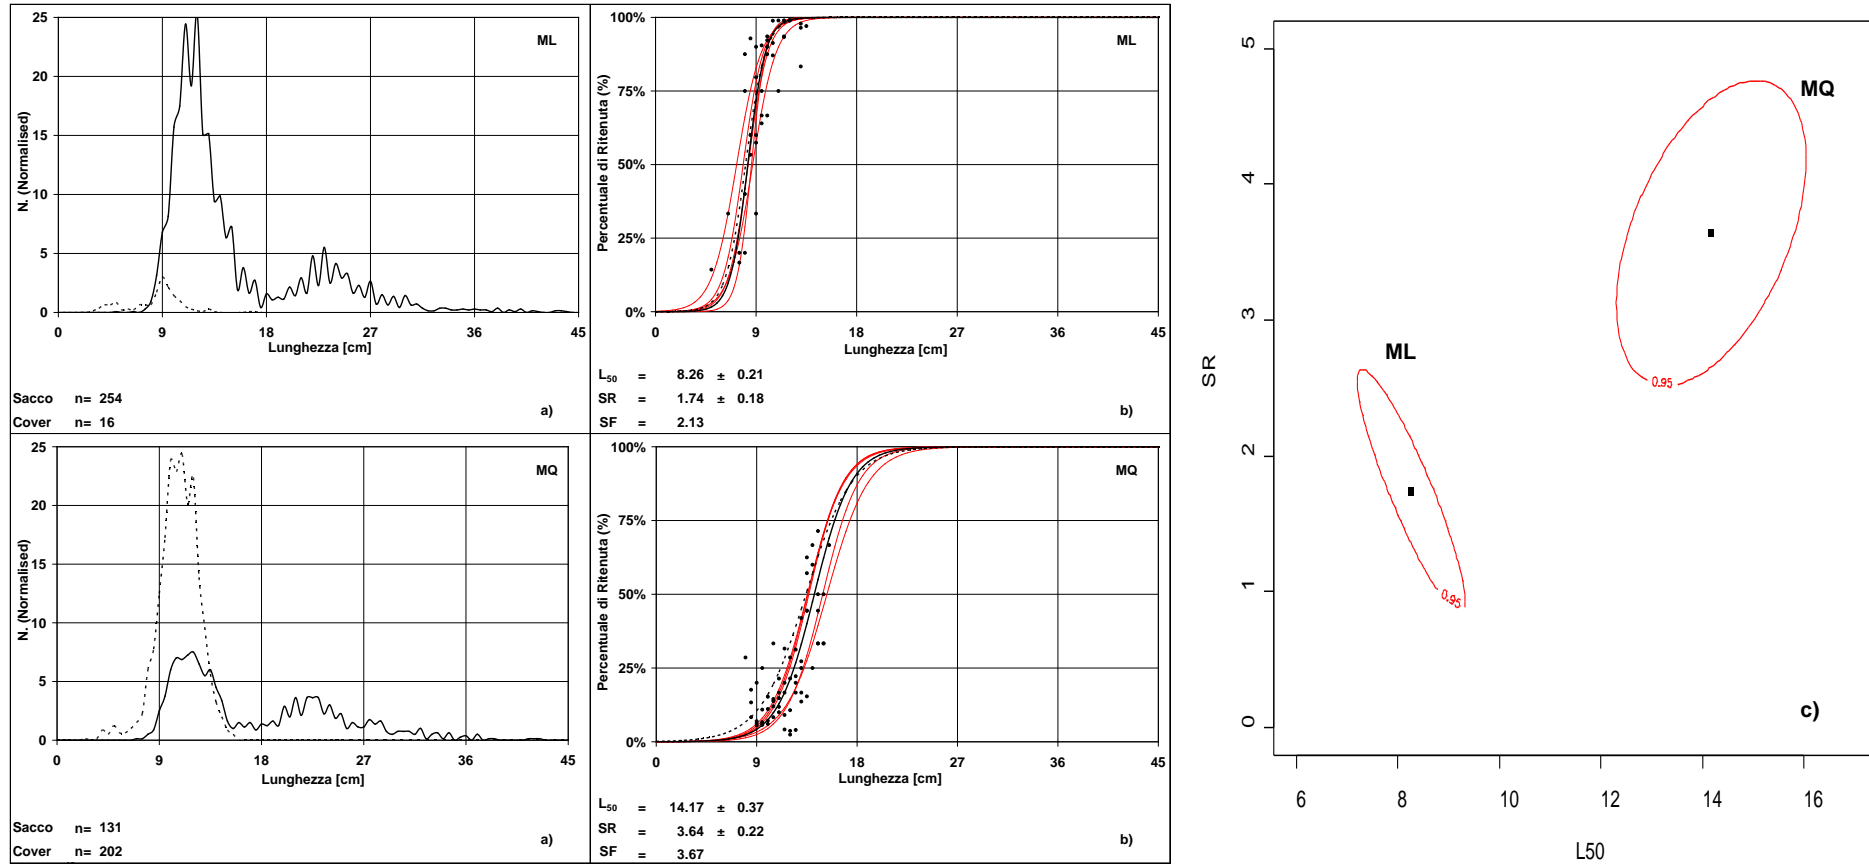 25
20
15
10
5
0
N. (Normalised)
ML
0 9 18 27 36 45
Lunghezza [cm]
Sacco n= 254
Cover n= 16
a)
100%
75%
50%
25%
0%
Percentuale di Ritenuta (%)
ML
0 9 18 27 36 45
Lunghezza [cm]
L50 = 8.26 ± 0.21
SR = 1.74 ± 0.18
SF = 2.13
b)
25
20
15
10
5
0
N. (Normalised)
MQ
0 9 18 27 36 45
Lunghezza [cm]
Sacco n= 131
Cover n= 202
a)
100%
75%
50%
25%
0%
Percentuale di Ritenuta (%)
MQ
0 9 18 27 36 45
Lunghezza [cm]
L50 = 14.17 ± 0.37
SR = 3.64 ± 0.22
SF = 3.67
b)
5
4
3
2
1
0
SR
MQ
0.95
ML
0.95
c)
6 8 10 12 14 16
L50